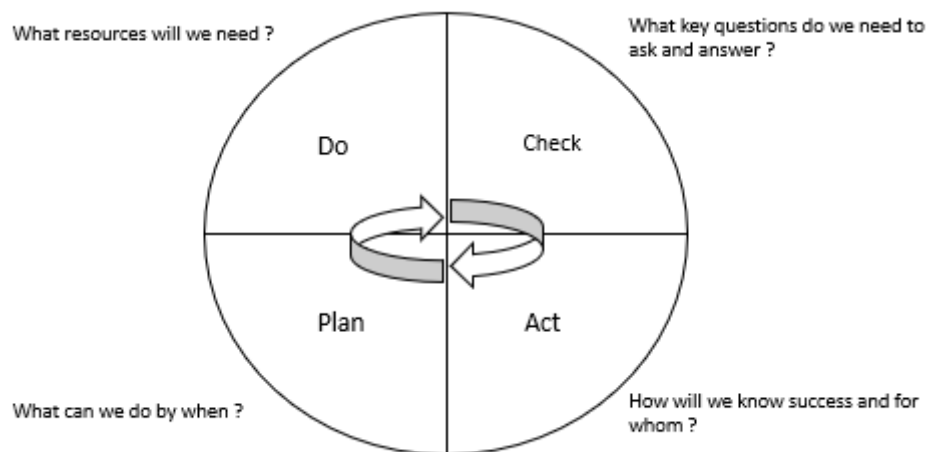 What resources will we need ?
What key questions do we need to
ask and answer ?
Do
Check
Plan
Act
What can we do by when ?
How will we know success and for
whom ?